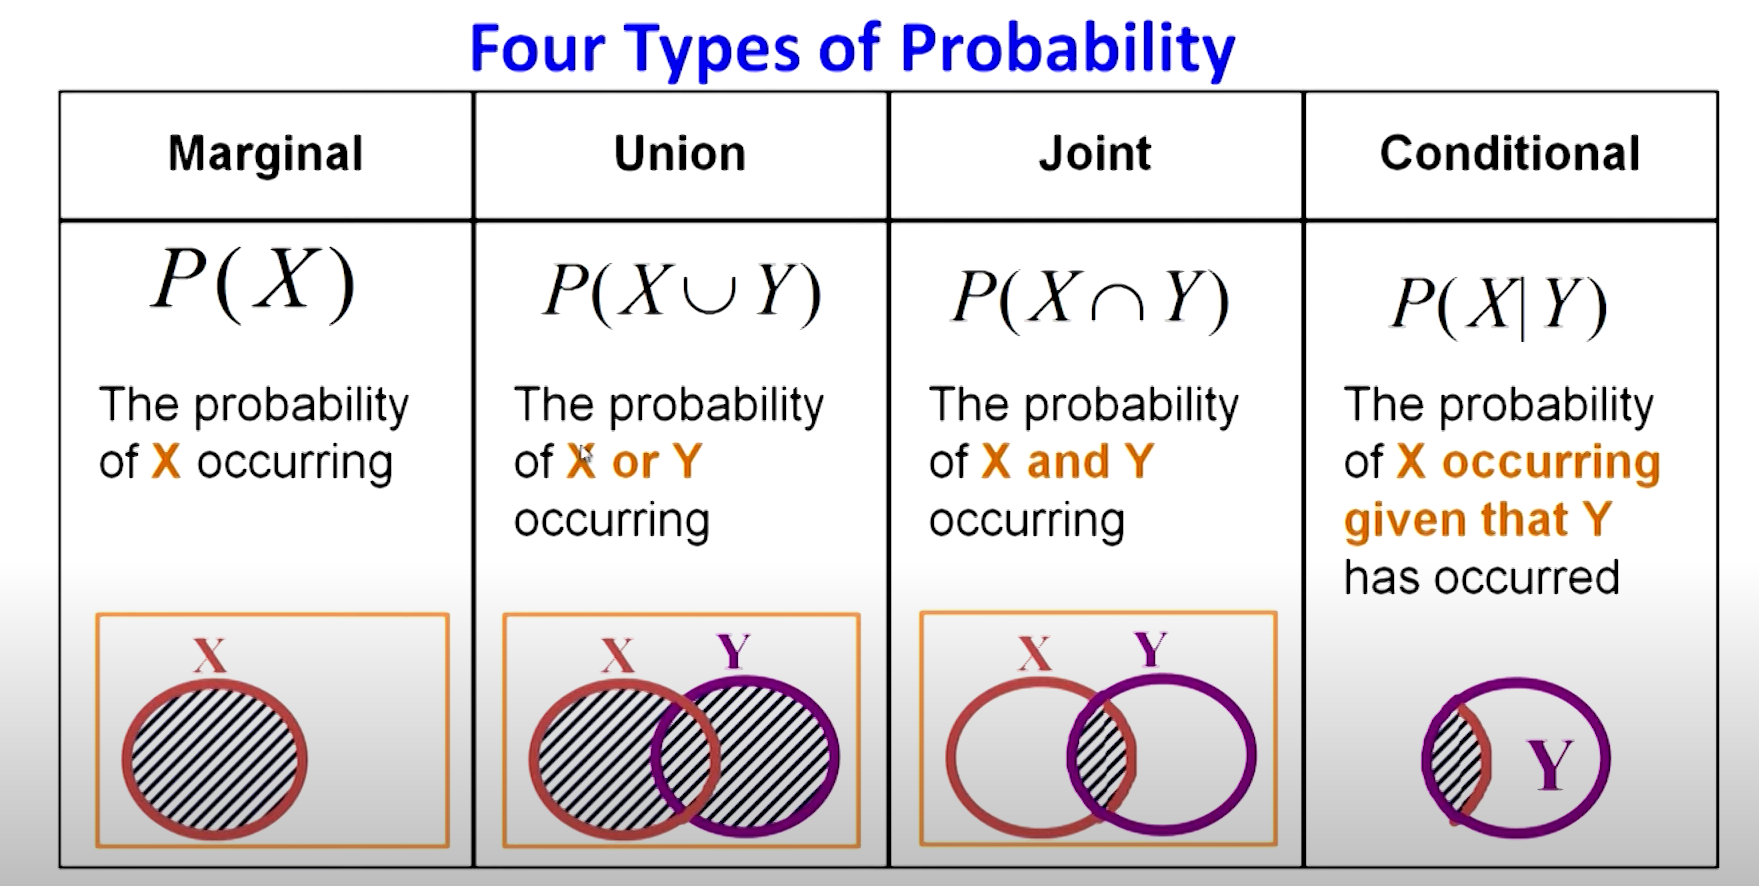 Four Types of Probability
Marginal
Union
Joint
Conditional
P(X)
The probability
of X occurring
X
P(X∪Y)
The probability
of X or Y
occurring
X Y
P(X∩Y)
The probability
of X and Y
occurring
X Y
P(X|Y)
The probability
of X occurring
given that Y
has occurred
Y